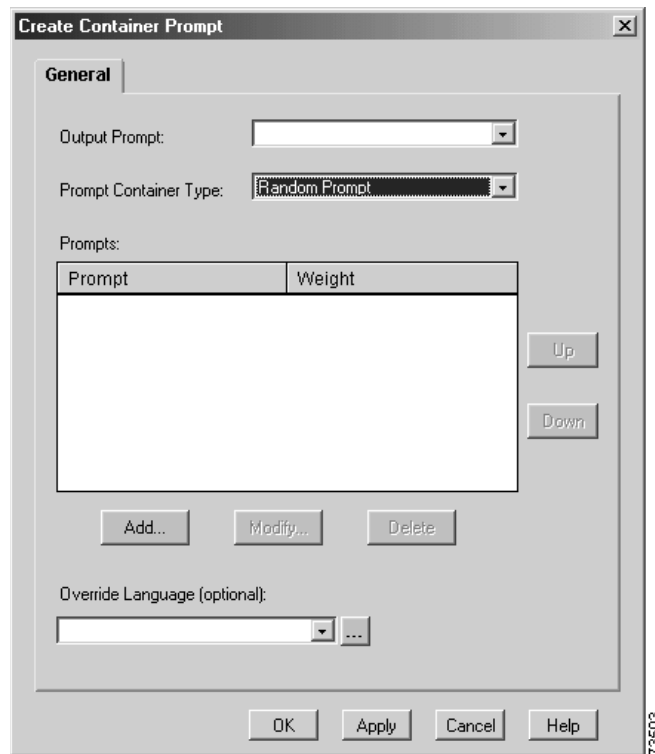 Create Container Prompt
General
Output Prompt:
Prompt Container Type: Random Prompt
Prompts:
Prompt Weight
Up
Down
Add... Modify... Delete
Override Language (optional):
...
OK Apply Cancel Help